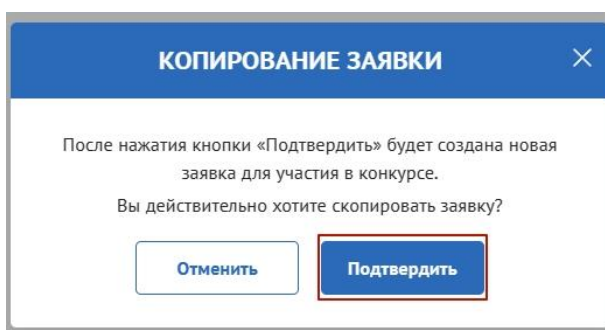 КОПИРОВАНИЕ ЗАЯВКИ
После нажатия кнопки «Подтвердить» будет создана новая
заявка для участия в конкурсе.
Вы действительно хотите скопировать заявку?
Отменить
Подтвердить